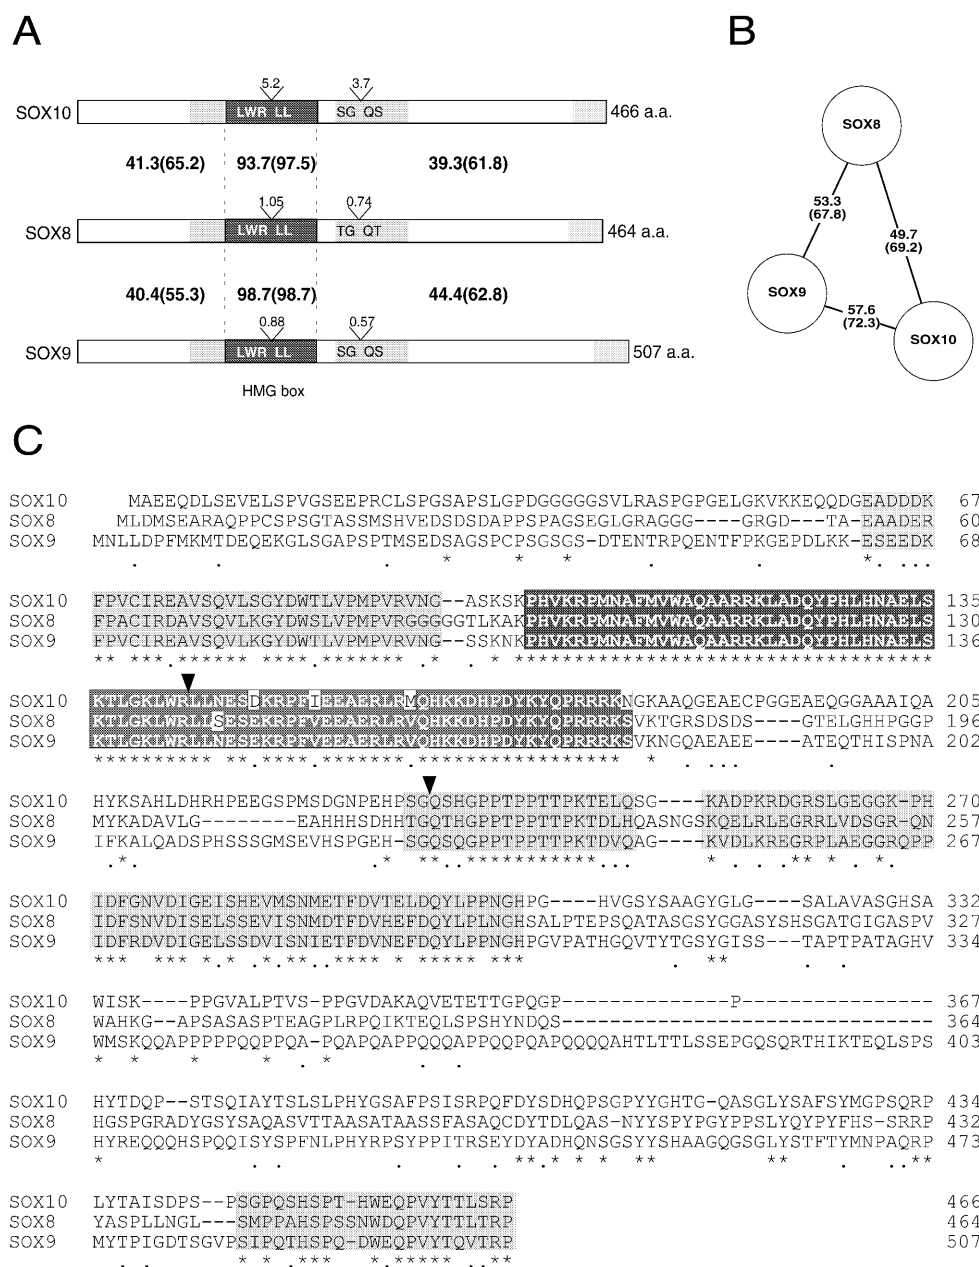 A
B
5.2 3.7
SOX10 LWR LL SG QS 466 a.a.
41.3(65.2) 93.7(97.5) 39.3(61.8)
1.05 0.74
SOX8 LWR LL TG QT 464 a.a.
40.4(55.3) 98.7(98.7) 44.4(62.8)
0.88 0.57
SOX9 LWR LL SG QS 507 a.a.
HMG box
SOX8
53.3
(67.8)
49.7
(69.2)
SOX9
57.6
(72.3)
SOX10
C
SOX10 MAEEQDLSEVELSPVGSEEPRCLSPGSAPSLGPDGGGGGSVLRASPGPGELGKVKKEQQDGEADDDK 67
SOX8 MLDMSEARAQPPCSPSGTASSMSHVEDSDSDAPPSPAGSEGLGRAGGG----GRGD---TA-EAADER 60
SOX9 MNLLDPFMKMTDEQEKGLSGAPSPTMSEDSAGSPCPSGSGS-DTENTRPQENTFPKGEPDLKK-ESEEDK 68
SOX10 FPVCIREAVSQVLSGYDWTLVPMPVRVNG--ASKSKPHVKRPMNAFMVWAQAARRKLADQYPHLHNAELS 135
SOX8 FPACIRDAVSQVLKGYDWSLVPMPVRGGGGGTLKAKPHVKRPMNAFMVWAQAARRKLADQYPHLHNAELS 130
SOX9 FPVCIREAVSQVLKGYDWTLVPMPVRVNG--SSKNKPHVKRPMNAFMVWAQAARRKLADQYPHLHNAELS 136
SOX10 KTLGKLWRLLNESDKRPFIEEAERLRMQHKKDHPDYKYQPRRRKNGKAAQGEAECPGGEAEQGGAAAIQA 205
SOX8 KTLGKLWRLLSESEKRPFVEEAERLRVQHKKDHPDYKYQPRRRKSVKTGRSDSDS----GTELGHHPGGP 196
SOX9 KTLGKLWRLLNESEKRPFVEEAERLRVQHKKDHPDYKYQPRRRKSVKNGQAEAEE----ATEQTHISPNA 202
SOX10 HYKSAHLDHRHPEEGSPMSDGNPEHPSGQSHGPPTPPTTPKTELQSG----KADPKRDGRSLGEGGK-PH 270
SOX8 MYKADAVLG--------EAHHHSDHHTGQTHGPPTPPTTPKTDLHQASNGSKQELRLEGRRLVDSGR-QN 257
SOX9 IFKALQADSPHSSSGMSEVHSPGEH-SGQSQGPPTPPTTPKTDVQAG----KVDLKREGRPLAEGGRQPP 267
SOX10 IDFGNVDIGEISHEVMSNMETFDVTELDQYLPPNGHPG----HVGSYSAAGYGLG----SALAVASGHSA 332
SOX8 IDFSNVDISELSSEVISNMDTFDVHEFDQYLPLNGHSALPTEPSQATASGSYGGASYSHSGATGIGASPV 327
SOX9 IDFRDVDIGELSSDVISNIETFDVNEFDQYLPPNGHPGVPATHGQVTYTGSYGISS---TAPTPATAGHV 334
SOX10 WISK----PPGVALPTVS-PPGVDAKAQVETETTGPQGP--------------P---------------- 367
SOX8 WAHKG--APSASASPTEAGPLRPQIKTEQLSPSHYNDQS------------------------------- 364
SOX9 WMSKQQAPPPPPQQPPQA-PQAPQAPPQQQAPPQQPQAPQQQQAHTLTTLSSEPGQSQRTHIKTEQLSPS 403
SOX10 HYTDQP--STSQIAYTSLSLPHYGSAFPSISRPQFDYSDHQPSGPYYGHTG-QASGLYSAFSYMGPSQRP 434
SOX8 HGSPGRADYGSYSAQASVTTAASATAASSFASAQCDYTDLQAS-NYYSPYPGYPPSLYQYPYFHS-SRRP 432
SOX9 HYREQQQHSPQQISYSPFNLPHYRPSYPPITRSEYDYADHQNSGSYYSHAAGQGSGLYSTFTYMNPAQRP 473
SOX10 LYTAISDPS--PSGPQSHSPT-HWEQPVYTTLSRP 466
SOX8 YASPLLNGL---SMPPAHSPSSNWDQPVYTTLTRP 464
SOX9 MYTPIGDTSGVPSIPQTHSPQ-DWEQPVYTQVTRP 507